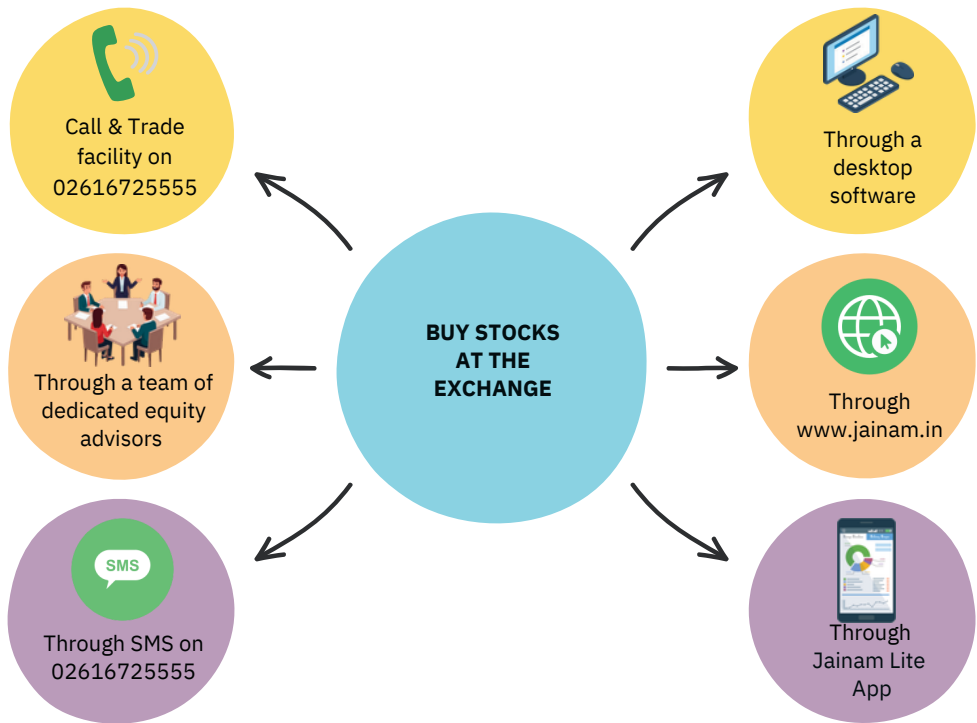 Call & Trade
facility on
02616725555
Through a
desktop
software
BUY STOCKS
AT THE
EXCHANGE
Through a team of
dedicated equity
advisors
Through
www.jainam.in
SMS
Through SMS on
02616725555
Through
Jainam Lite
App